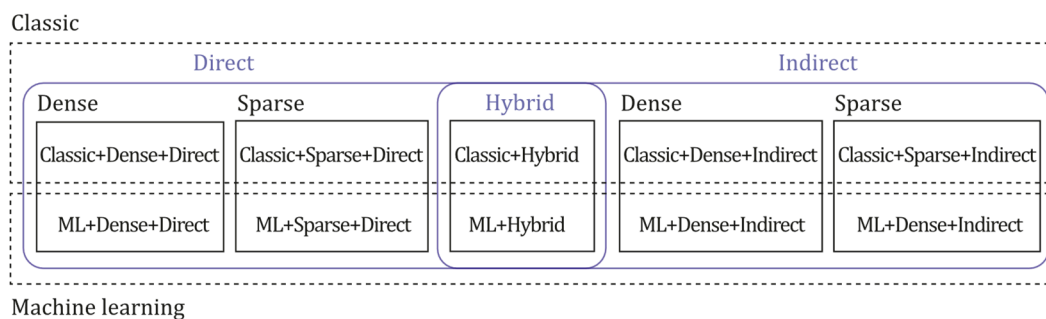 Classic
Direct
Indirect
Dense
Sparse
Hybrid
Dense
Sparse
Classic+Dense+Direct
Classic+Sparse+Direct
Classic+Hybrid
Classic+Dense+Indirect
Classic+Sparse+Indirect
ML+Dense+Direct
ML+Sparse+Direct
ML+Hybrid
ML+Dense+Indirect
ML+Dense+Indirect
Machine learning